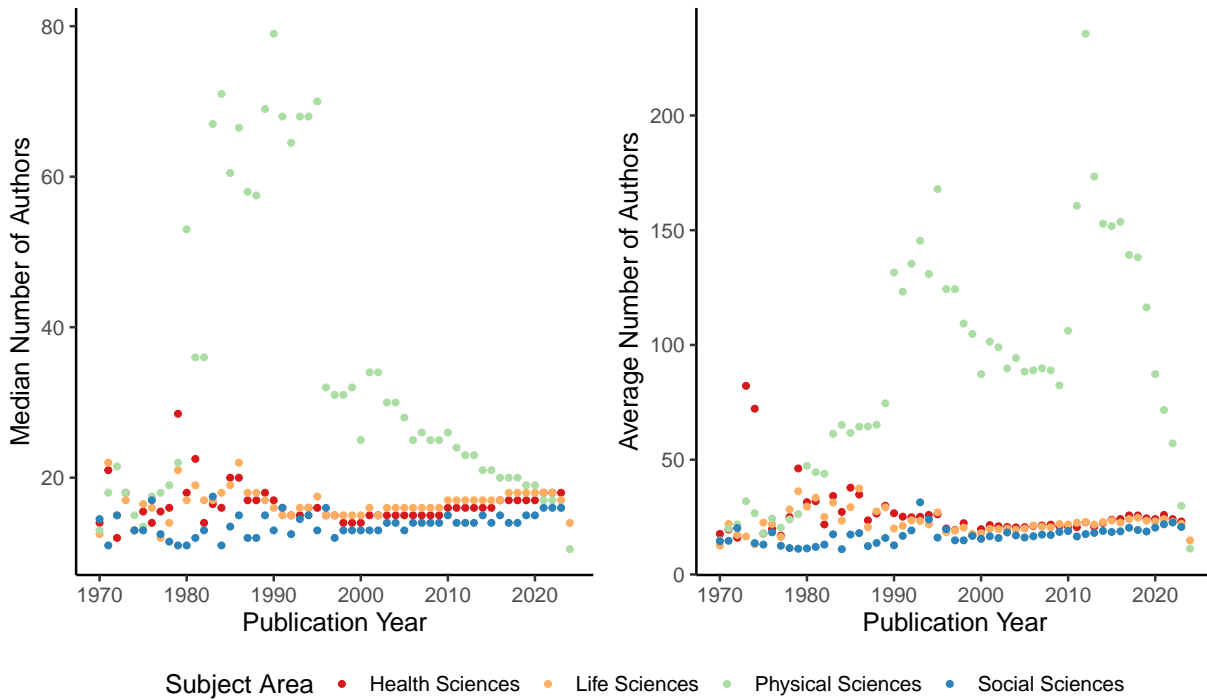 80
60
40
20
Median Number of Authors
1970 1980 1990 2000 2010 2020
Publication Year
200
150
100
50
0
Average Number of Authors
1970 1980 1990 2000 2010 2020
Publication Year
Subject Area Health Sciences Life Sciences Physical Sciences Social Sciences